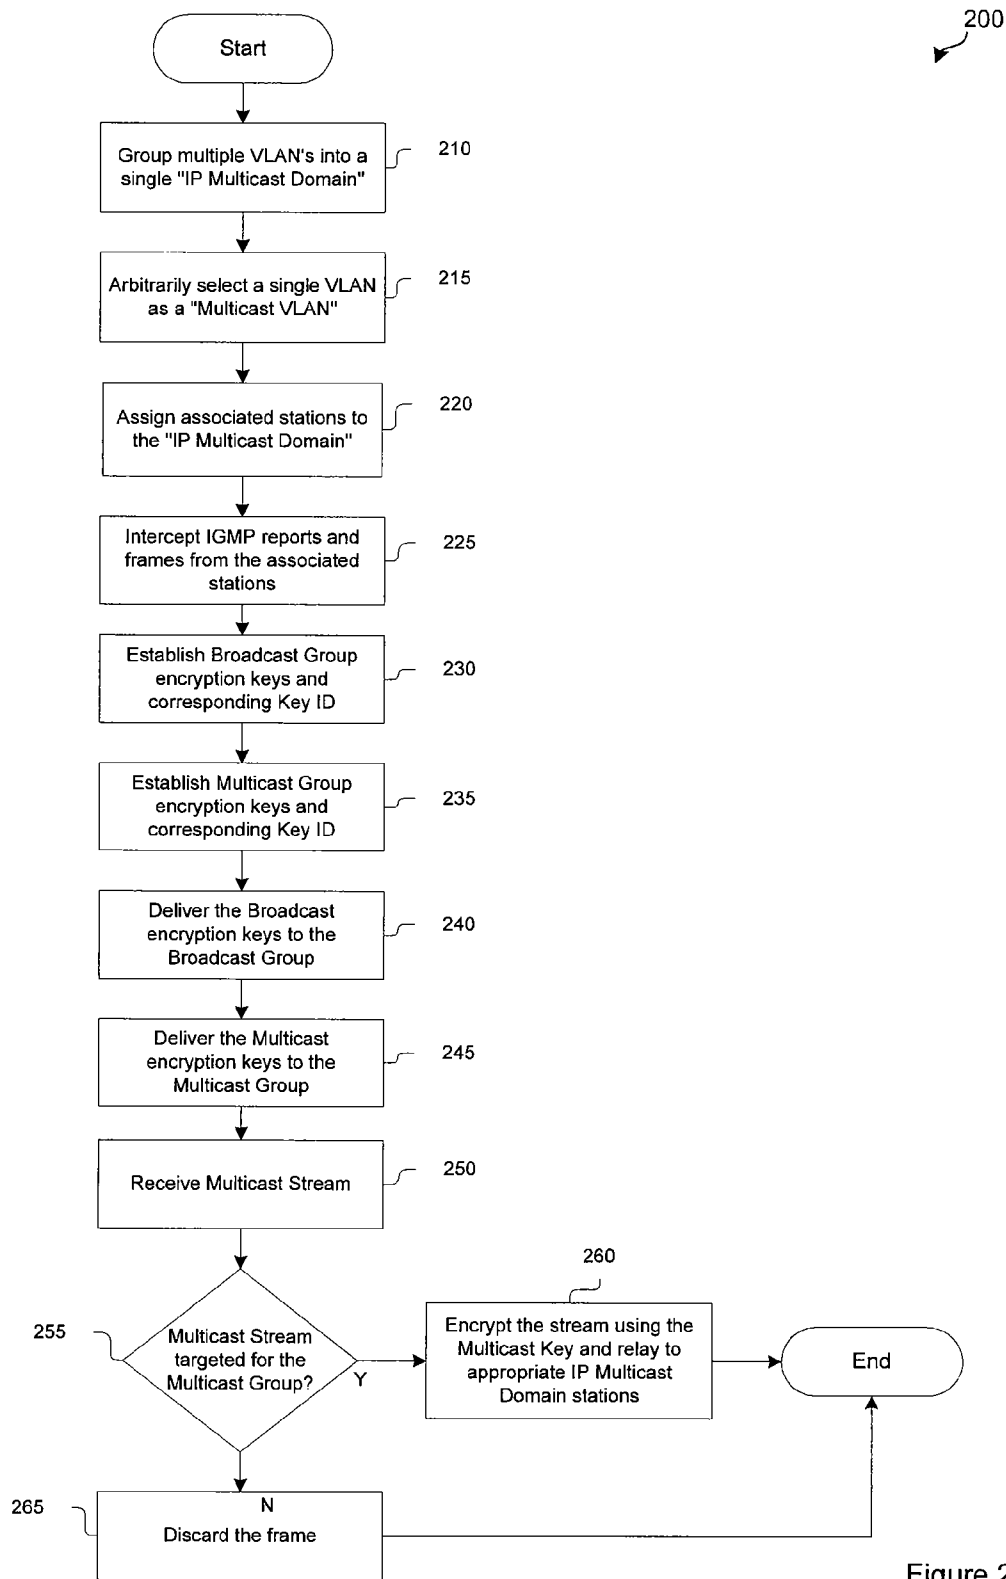 200
Start
Group multiple VLAN's into a
single "IP Multicast Domain"
210
Arbitrarily select a single VLAN
as a "Multicast VLAN"
215
Assign associated stations to
the "IP Multicast Domain"
220
Intercept IGMP reports and
frames from the associated
stations
225
Establish Broadcast Group
encryption keys and
corresponding Key ID
230
Establish Multicast Group
encryption keys and
corresponding Key ID
235
Deliver the Broadcast
encryption keys to the
Broadcast Group
240
Deliver the Multicast
encryption keys to the
Multicast Group
245
Receive Multicast Stream
250
255
Multicast Stream
targeted for the
Multicast Group?
Y
260
Encrypt the stream using the
Multicast Key and relay to
appropriate IP Multicast
Domain stations
End
265
N
Discard the frame
Figure 2